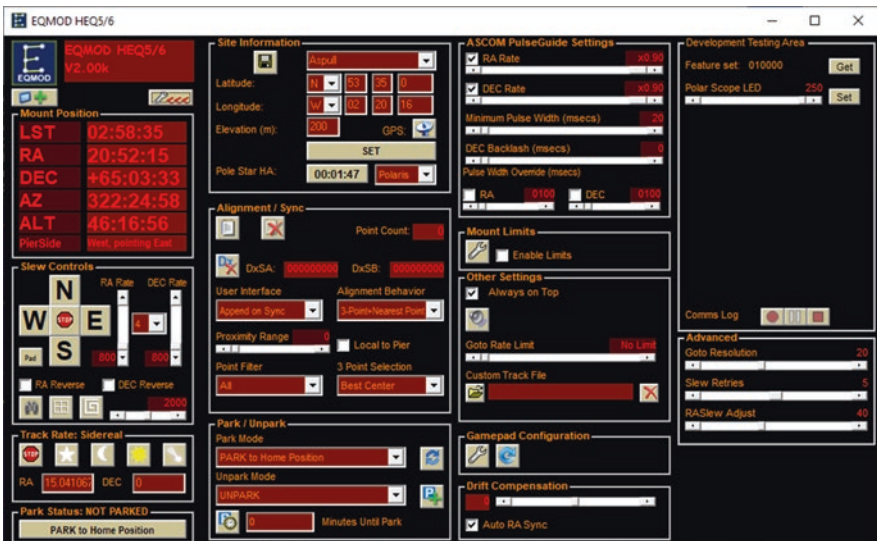 EQMOD HEQ5/6
EQMOD HEQ5/6
V2.00k
EQMOD
Mount Position
LST 02:58:35
RA 20:52:15
DEC +65:03:33
AZ 322:24:58
ALT 46:16:56
PierSide West, pointing East
Slew Controls
RA Rate DEC Rate
N
W STOP E
4
Pad S 800 800
RA Reverse DEC Reverse
2000
Track Rate: Sidereal
STOP
RA 15.041067 DEC 0
Park Status: NOT PARKED
PARK to Home Position
Site Information
Aspull
Latitude: N 53 35 0
Longitude: W 02 20 16
Elevation (m): 200 GPS:
SET
Pole Star HA: 00:01:47 Polaris
Alignment / Sync
Point Count: 0
DxSA: 000000000 DxSB: 000000000
User Interface Alignment Behavior
Append on Sync 3-Point+Nearest Point
Proximity Range 0
Local to Pier
Point Filter 3 Point Selection
All Best Center
Park / Unpark
Park Mode
PARK to Home Position
Unpark Mode
UNPARK
0 Minutes Until Park
ASCOM PulseGuide Settings
RA Rate x0.90
DEC Rate x0.90
Minimum Pulse Width (msecs) 20
DEC Backlash (msecs) 0
Pulse Width Override (msecs)
RA 0100 DEC 0100
Mount Limits
Enable Limits
Other Settings
Always on Top
Goto Rate Limit No Limit
Custom Track File
Gamepad Configuration
Drift Compensation
0
Auto RA Sync
Development Testing Area
Feature set: 010000 Get
Polar Scope LED 250
Set
Comms Log
Advanced
Goto Resolution 20
Slew Retries 5
RASlew Adjust 40